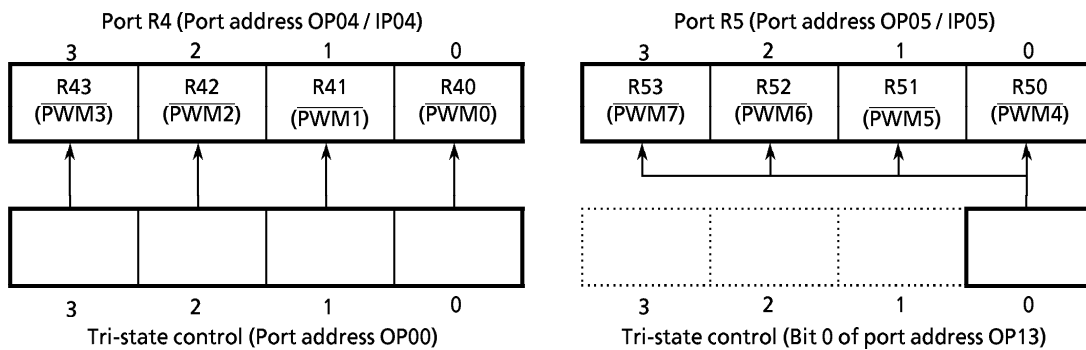 Port R4 (Port address OP04 / IP04)
3 2 1 0
R43 R42 R41 R40
(PWM3) (PWM2) (PWM1) (PWM0)
3 2 1 0
Tri-state control (Port address OP00)
Port R5 (Port address OP05 / IP05)
3 2 1 0
R53 R52 R51 R50
(PWM7) (PWM6) (PWM5) (PWM4)
3 2 1 0
Tri-state control (Bit 0 of port address OP13)